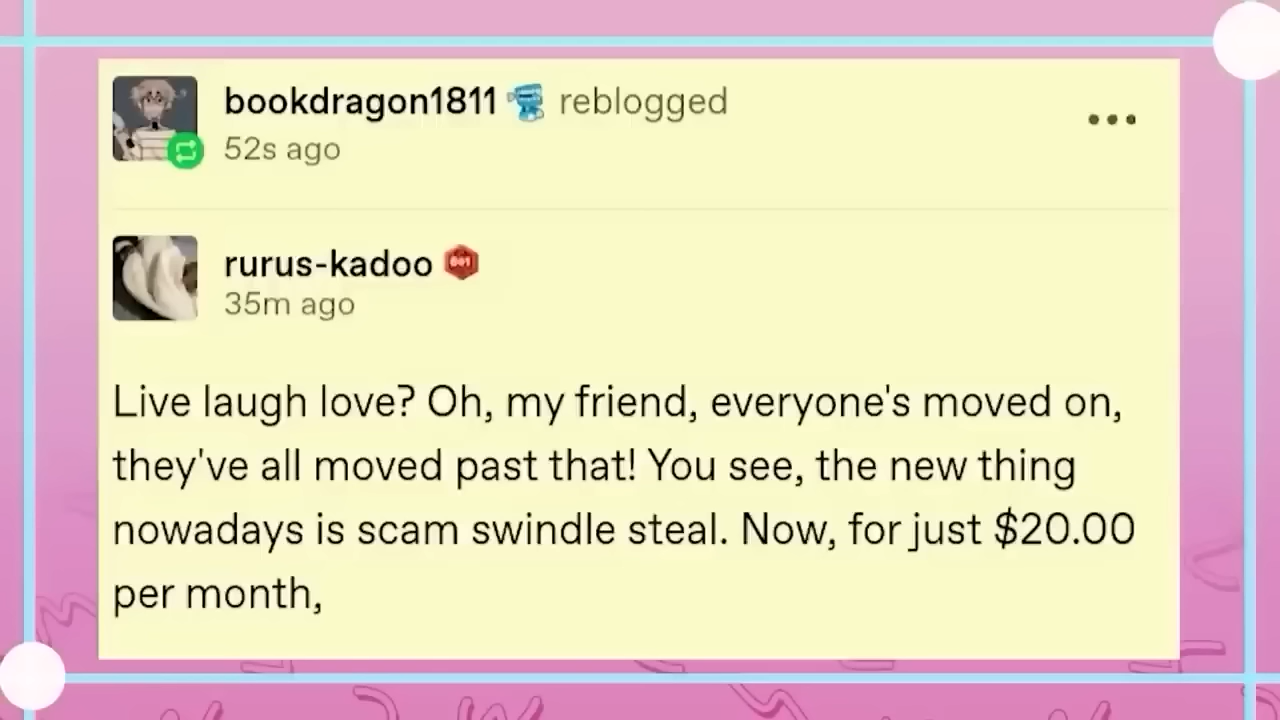 bookdragon1811 reblogged
52s ago
rurus-kadoo
35m ago
Live laugh love? Oh, my friend, everyone's moved on,
they've all moved past that! You see, the new thing
nowadays is scam swindle steal. Now, for just $20.00
per month,